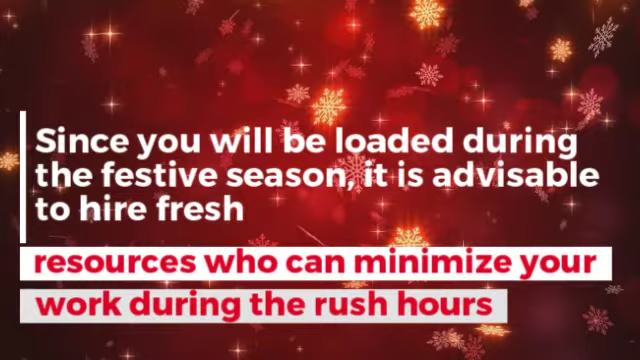 Since you will be loaded during
the festive season, it is advisable
to hire fresh
resources who can minimize your
work during the rush hours